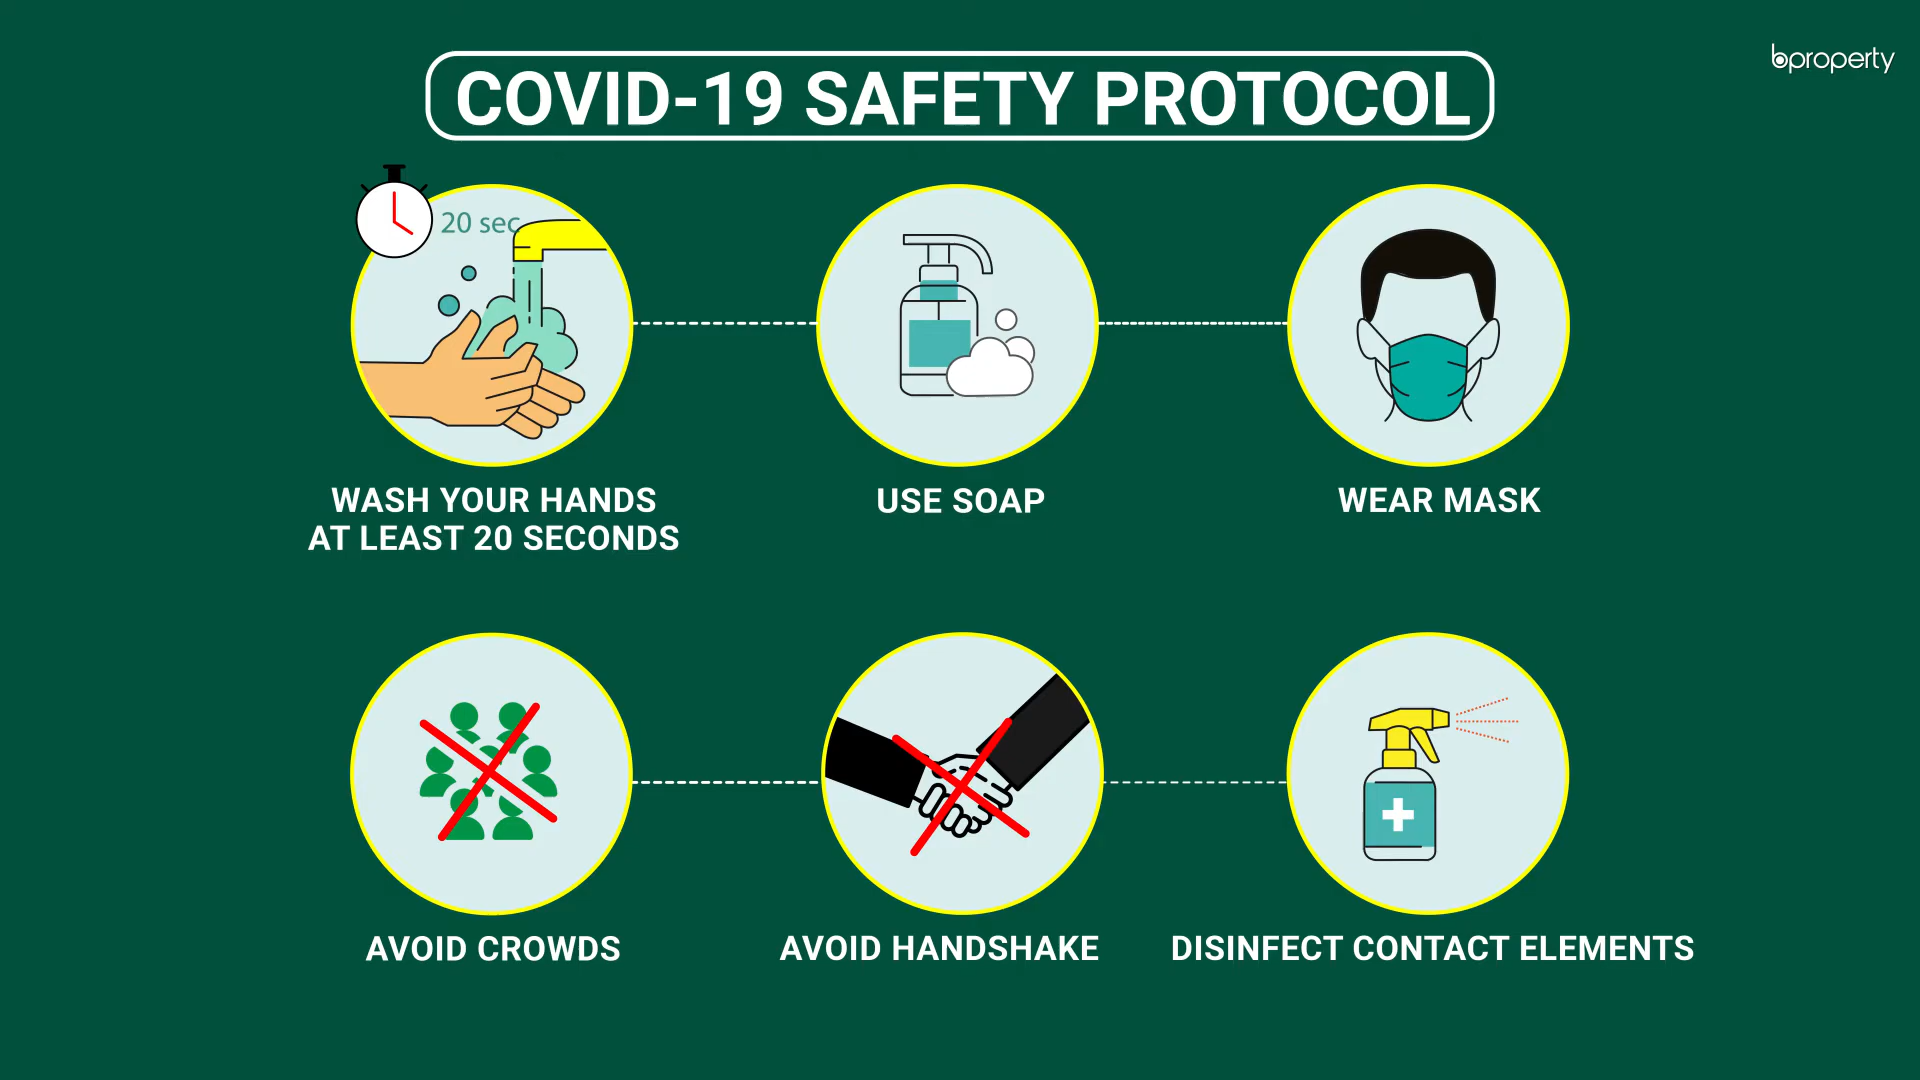 COVID-19 SAFETY PROTOCOL
bproperty
20 sec
WASH YOUR HANDS
AT LEAST 20 SECONDS
USE SOAP
WEAR MASK
AVOID CROWDS
AVOID HANDSHAKE
DISINFECT CONTACT ELEMENTS